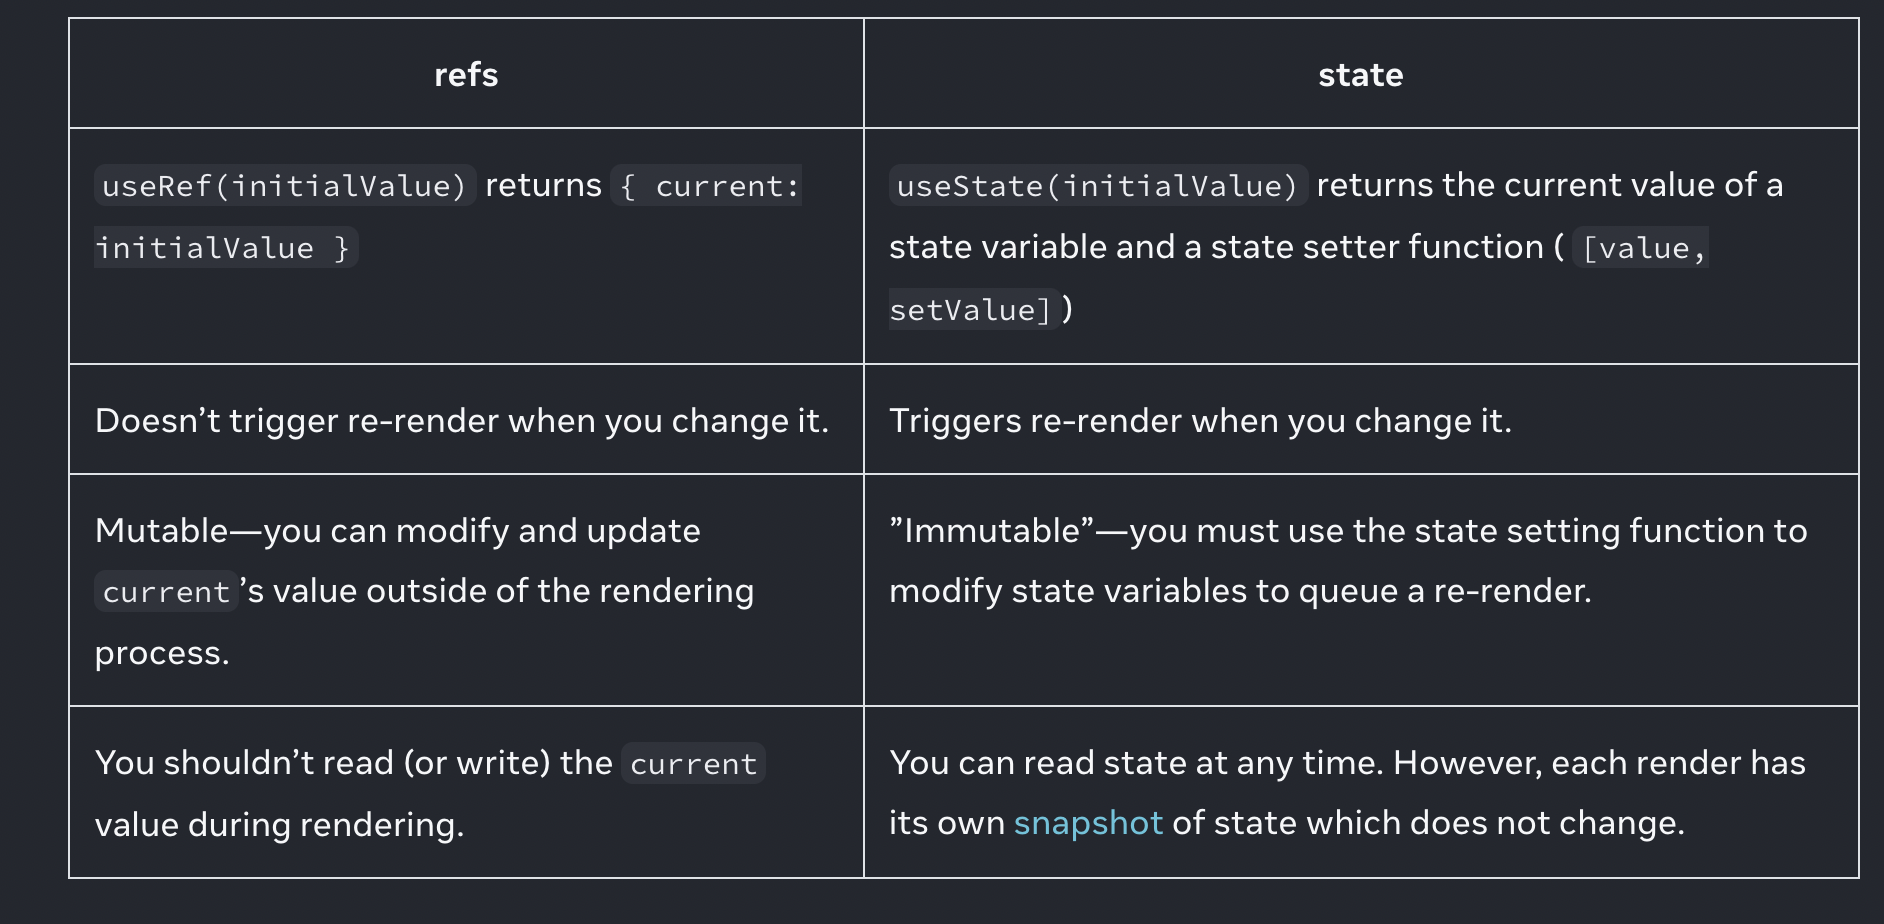 refs
state
useRef(initialValue) returns { current:
initialValue }
useState(initialValue) returns the current value of a
state variable and a state setter function ( [value,
setValue])
Doesn’t trigger re-render when you change it.
Triggers re-render when you change it.
Mutable—you can modify and update
current’s value outside of the rendering
process.
”Immutable”—you must use the state setting function to
modify state variables to queue a re-render.
You shouldn’t read (or write) the current
value during rendering.
You can read state at any time. However, each render has
its own snapshot of state which does not change.